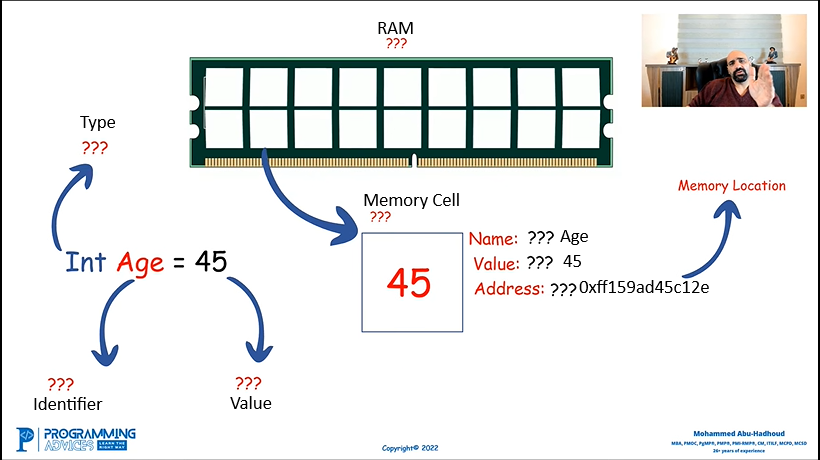 RAM
???
Type
???
Memory Cell
???
Memory Location
Int Age = 45
45
Name: ??? Age
Value: ??? 45
Address: ??? 0xff159ad45c12e
???
Identifier
???
Value
PROGRAMMING
ADVICES
LEARN THE
RIGHT WAY
Copyright© 2022
Mohammed Abu-Hadhoud
MBA, PMOC, PgMP®, PMP®, PMI-RMP®, CM, ITILF, MCPD, MCSD
26+ years of experience